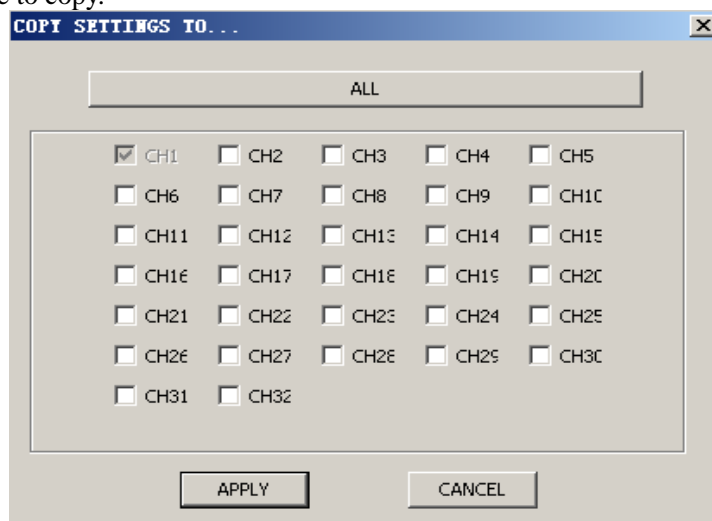 e to copy.
COPY SETTINGS TO...
ALL
CH1 CH2 CH3 CH4 CH5
CH6 CH7 CH8 CH9 CH10
CH11 CH12 CH13 CH14 CH15
CH16 CH17 CH18 CH19 CH20
CH21 CH22 CH23 CH24 CH25
CH26 CH27 CH28 CH29 CH30
CH31 CH32
APPLY CANCEL